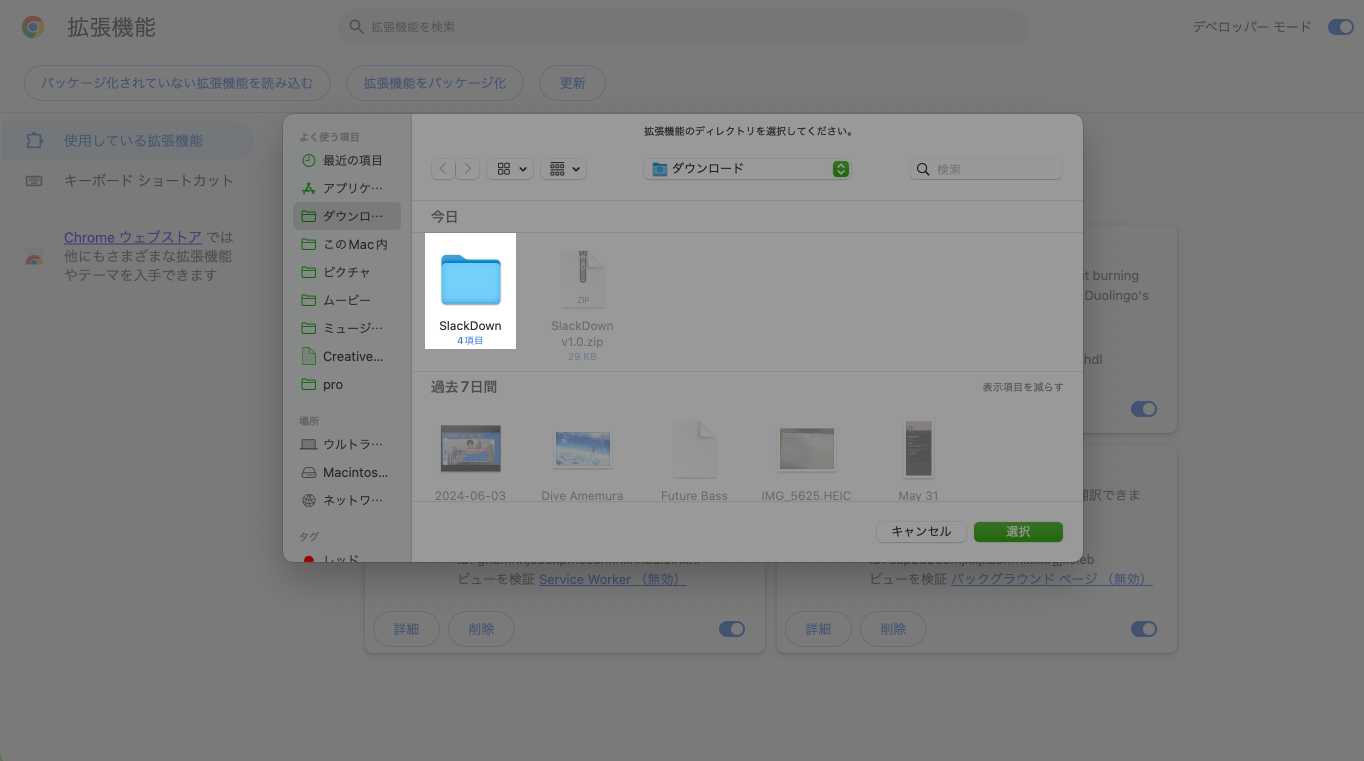 拡張機能
拡張機能を検索
デベロッパー モード
パッケージ化されていない拡張機能を読み込む
拡張機能をパッケージ化
更新
使用している拡張機能
キーボード ショートカット
Chrome ウェブストア では
他にもさまざまな拡張機能
やテーマを入手できます
よく使う項目
最近の項目
アプリケ…
ダウンロ…
このMac内
ピクチャ
ムービー
ミュージ…
Creative...
pro
場所
ウルトラ…
Macintos...
ネットワ…
タグ
レッド
拡張機能のディレクトリを選択してください。
ダウンロード
検索
今日
SlackDown
4項目
ZIP
SlackDown
v1.0.zip
29 KB
過去7日間
表示項目を減らす
2024-06-03
Dive Amemura
Future Bass
IMG_5625.HEIC
May 31
キャンセル
選択
t burning
Duolingo's
hdl
翻訳できま
ビューを検証 Service Worker （無効）
ビューを検証 バックグラウンド ページ （無効）
詳細
削除
詳細
削除